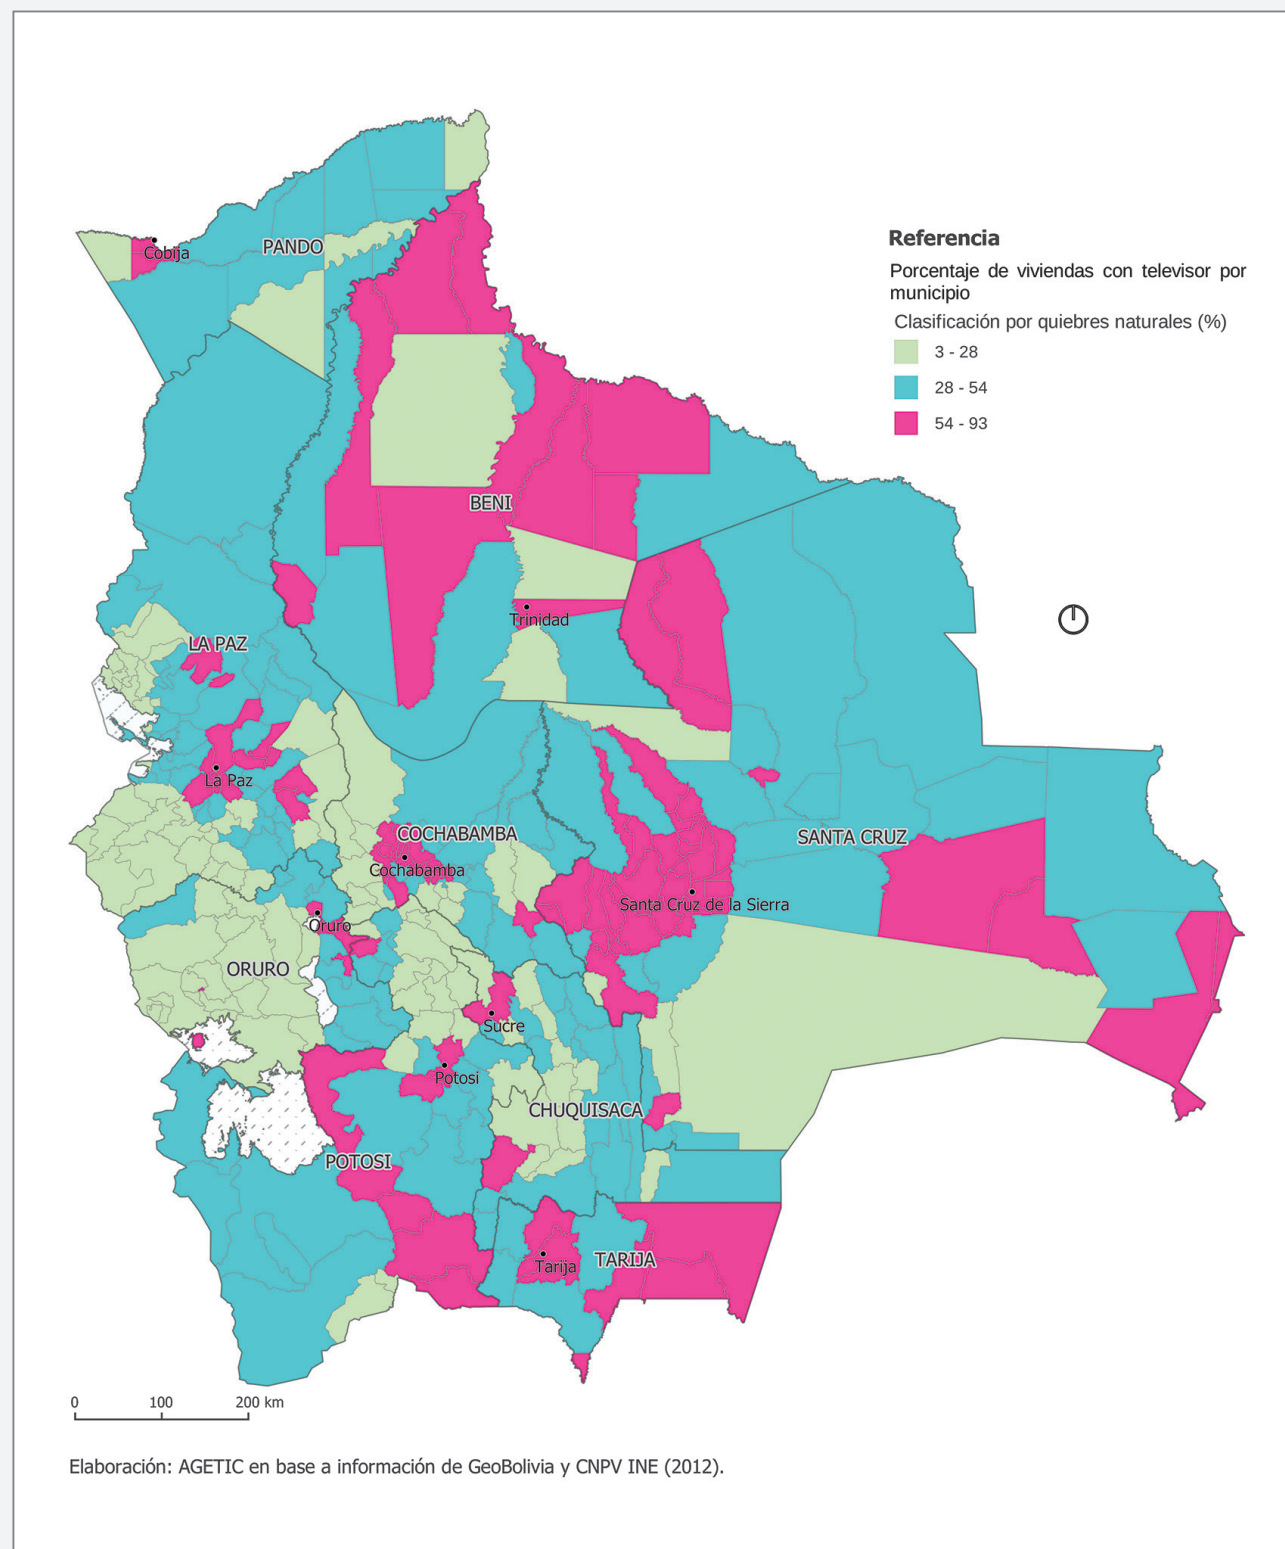 Cobija
PANDO
Referencia
Porcentaje de viviendas con televisor por
municipio
Clasificación por quiebres naturales (%)
3 - 28
28 - 54
54 - 93
BENI
Trinidad
LA PAZ
La Paz
COCHABAMBA
SANTA CRUZ
Cochabamba
Santa Cruz de la Sierra
Oruro
ORURO
Sucre
Potosi
CHUQUISACA
POTOSI
TARIJA
Tarija
0 100 200 km
Elaboración: AGETIC en base a información de GeoBolivia y CNPV INE (2012).